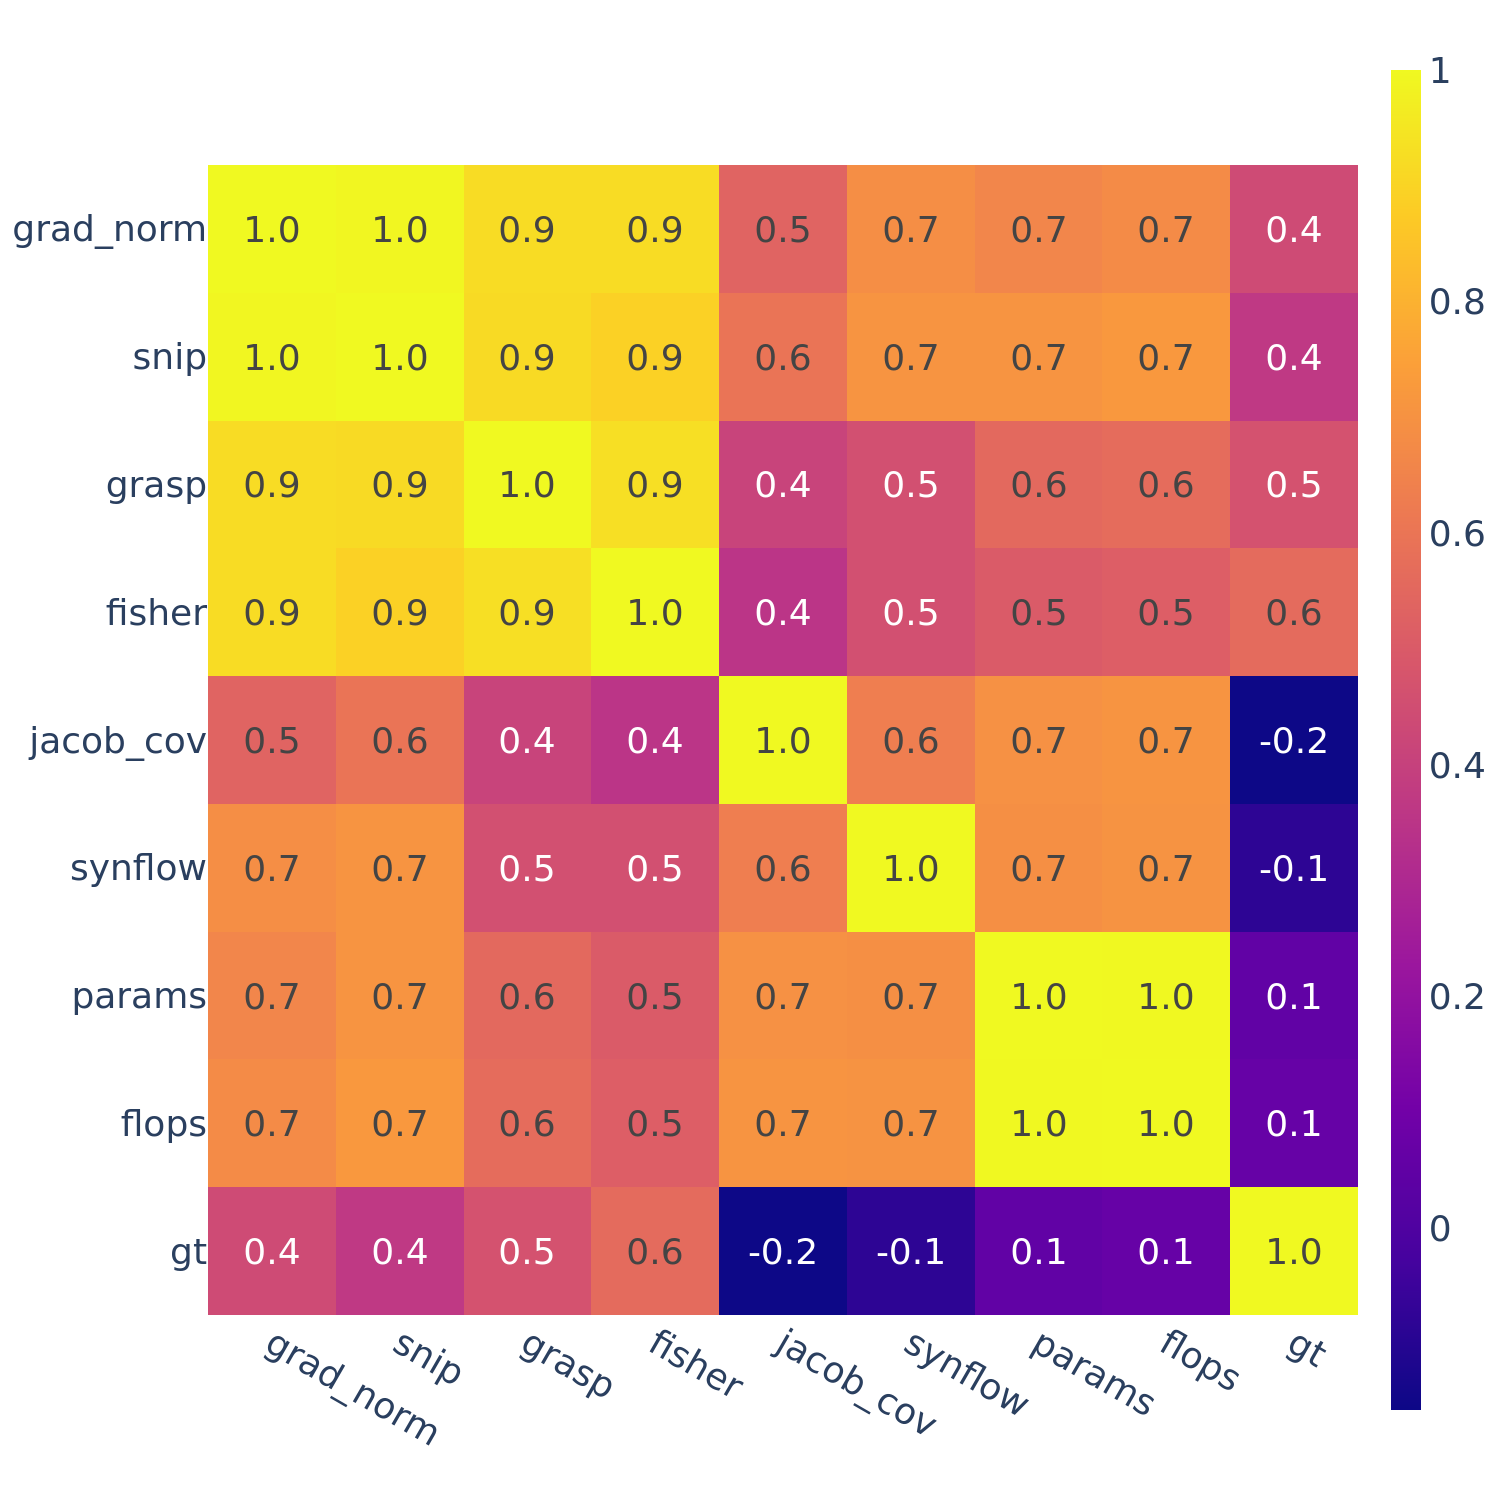 1
grad_norm 1.0 1.0 0.9 0.9 0.5 0.7 0.7 0.7 0.4
0.8
snip 1.0 1.0 0.9 0.9 0.6 0.7 0.7 0.7 0.4
grasp 0.9 0.9 1.0 0.9 0.4 0.5 0.6 0.6 0.5
0.6
fisher 0.9 0.9 0.9 1.0 0.4 0.5 0.5 0.5 0.6
jacob_cov 0.5 0.6 0.4 0.4 1.0 0.6 0.7 0.7 -0.2
0.4
synflow 0.7 0.7 0.5 0.5 0.6 1.0 0.7 0.7 -0.1
params 0.7 0.7 0.6 0.5 0.7 0.7 1.0 1.0 0.1
0.2
flops 0.7 0.7 0.6 0.5 0.7 0.7 1.0 1.0 0.1
0
gt 0.4 0.4 0.5 0.6 -0.2 -0.1 0.1 0.1 1.0
grad_norm snip grasp fisher jacob_cov synflow params flops gt